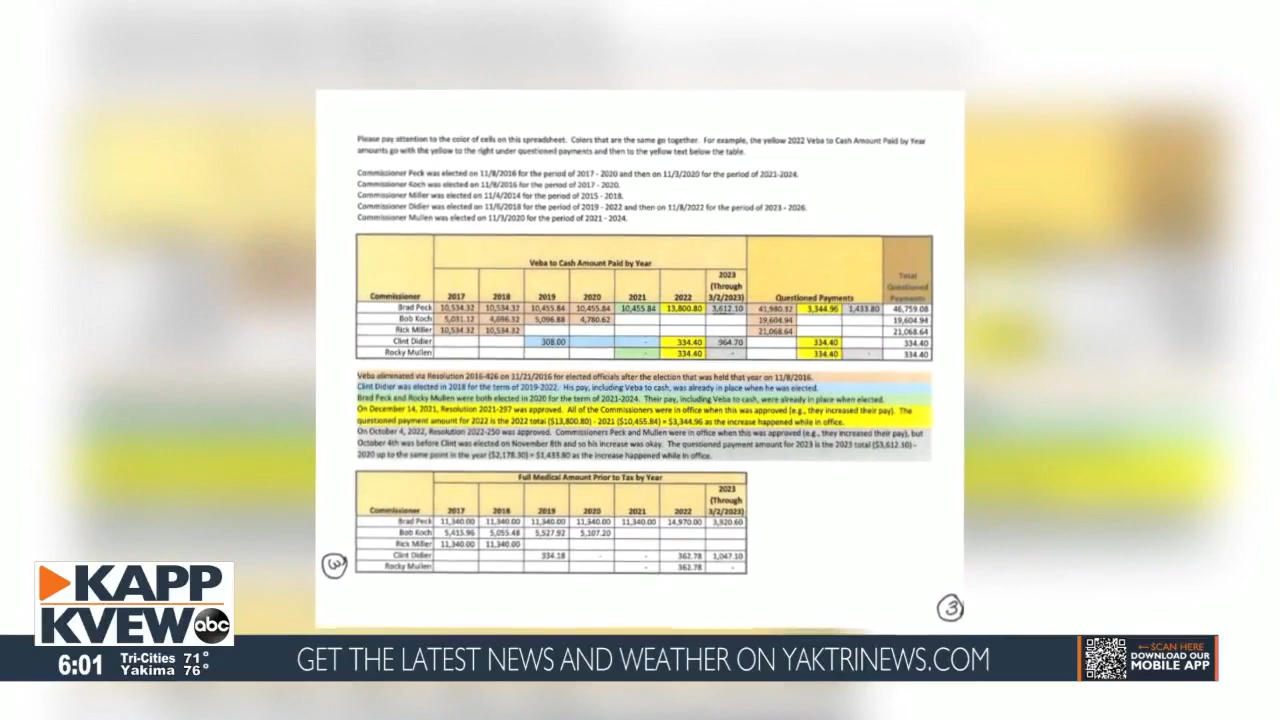 Please pay attention to the color of cells on this spreadsheet. Colors that are the same go together. For example, the yellow 2022 Veba to Cash Amount Paid by Year
amounts go with the yellow to the right under questioned payments and then to the yellow text below the table.
Commissioner Peck was elected on 11/8/2016 for the period of 2017 - 2020 and then on 11/3/2020 for the period of 2021-2024.
Commissioner Koch was elected on 11/8/2016 for the period of 2017 - 2020.
Commissioner Miller was elected on 11/4/2014 for the period of 2015 - 2018.
Commissioner Didier was elected on 11/6/2018 for the period of 2019 - 2022 and then on 11/8/2022 for the period of 2023 - 2026.
Commissioner Mullen was elected on 11/3/2020 for the period of 2021 - 2024.
Veba to Cash Amount Paid by Year
Commissioner 2017 2018 2019 2020 2021 2022 2023 (Through 3/2/2023) Questioned Payments Total Questioned Payments
Brad Peck 10,534.32 10,534.32 10,455.84 10,455.84 10,455.84 13,800.80 3,612.10 41,980.32 3,344.96 1,433.80 46,759.08
Bob Koch 5,031.12 4,696.32 5,096.88 4,780.62 19,604.94 19,604.94
Rick Miller 10,534.32 10,534.32 21,068.64 21,068.64
Clint Didier 308.00 - - 334.40 964.70 334.40 334.40
Rocky Mullen - 334.40 - 334.40 - 334.40
Veba eliminated via Resolution 2016-426 on 11/21/2016 for elected officials after the election that was held that year on 11/8/2016.
Clint Didier was elected in 2018 for the term of 2019-2022. His pay, including Veba to cash, was already in place when he was elected.
Brad Peck and Rocky Mullen were both elected in 2020 for the term of 2021-2024. Their pay, including Veba to cash, were already in place when elected.
On December 14, 2021, Resolution 2021-297 was approved. All of the Commissioners were in office when this was approved (e.g., they increased their pay). The
questioned payment amount for 2022 is the 2022 total ($13,800.80) - 2021 ($10,455.84) = $3,344.96 as the increase happened while in office.
On October 4, 2022, Resolution 2022-250 was approved. Commissioners Peck and Mullen were in office when this was approved (e.g., they increased their pay), but
October 4th was before Clint was elected on November 8th and so his increase was okay. The questioned payment amount for 2023 is the 2023 total ($3,612.10) -
2020 up to the same point in the year ($2,178.30) = $1,433.80 as the increase happened while in office.
Full Medical Amount Prior to Tax by Year
Commissioner 2017 2018 2019 2020 2021 2022 2023 (Through 3/2/2023)
Brad Peck 11,340.00 11,340.00 11,340.00 11,340.00 11,340.00 14,970.00 3,920.60
Bob Koch 5,415.96 5,055.48 5,527.92 5,107.20
Rick Miller 11,340.00 11,340.00
Clint Didier 334.18 - - 362.78 1,047.10
Rocky Mullen - 362.78 -
3
3
KAPP
KVEW abc
6:01 Tri-Cities 71°
Yakima 76°
GET THE LATEST NEWS AND WEATHER ON YAKTRINEWS.COM
SCAN HERE
DOWNLOAD OUR
MOBILE APP